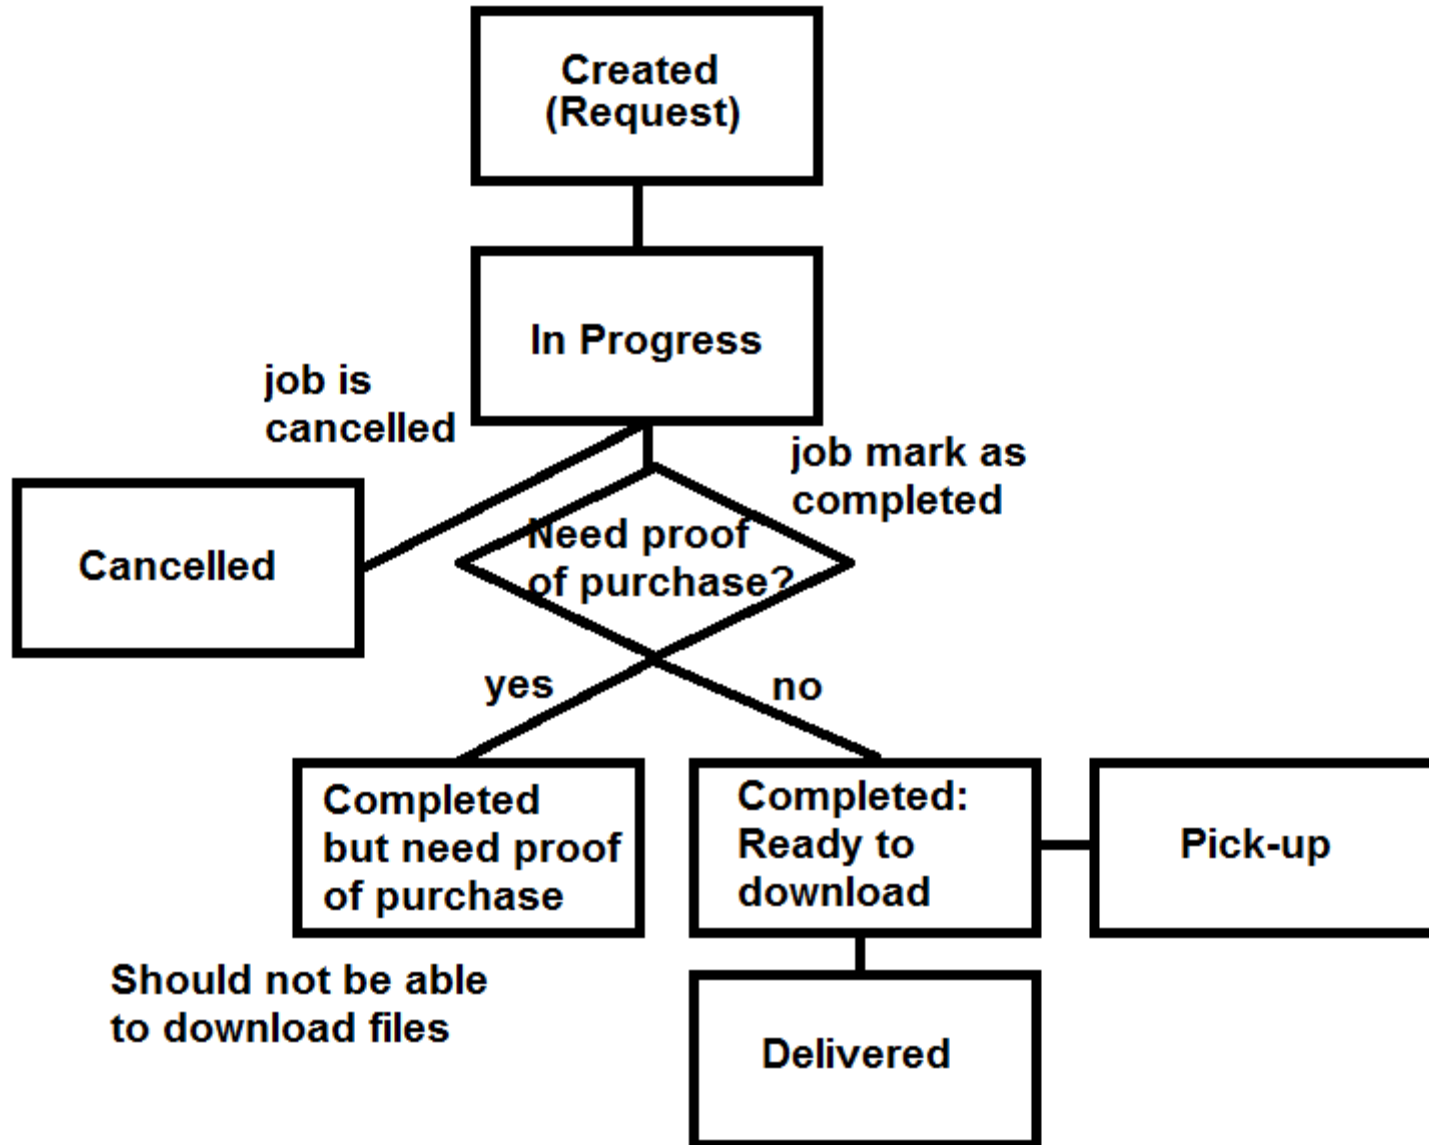 Created
(Request)
In Progress
job is
cancelled
job mark as
completed
Cancelled
Need proof
of purchase?
yes
no
Completed
but need proof
of purchase
Completed:
Ready to
download
Pick-up
Should not be able
to download files
Delivered